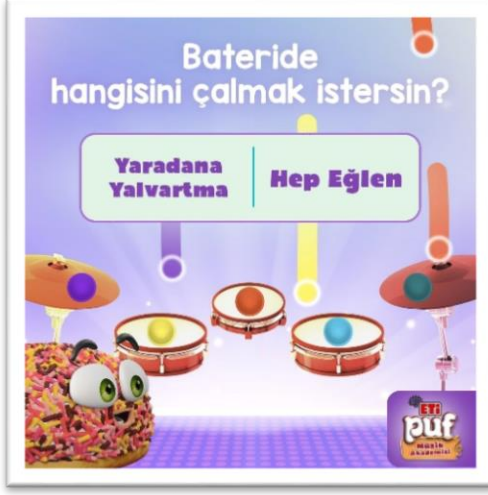 Bateride
hangisini çalmak istersin?
Yaradana
Yalvartma
Hep Eğlen
ETİ
puf
Müzik
Akademisi